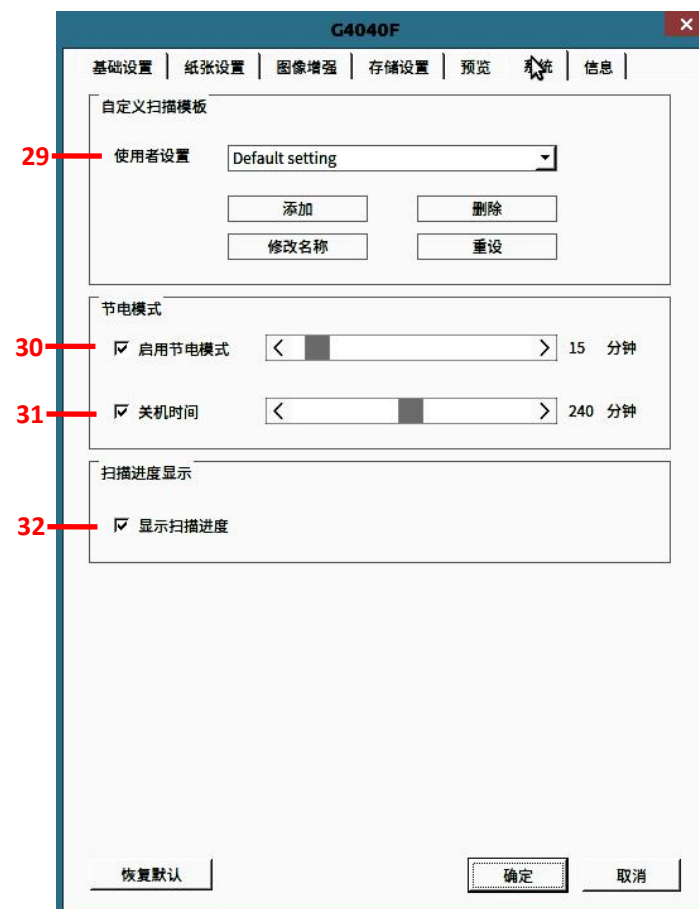 G4040F
基础设置 纸张设置 图像增强 存储设置 预览 系统 信息
自定义扫描模板
29 使用者设置 Default setting
添加 删除
修改名称 重设
节电模式
30 启用节电模式 15 分钟
31 关机时间 240 分钟
扫描进度显示
32 显示扫描进度
恢复默认 确定 取消